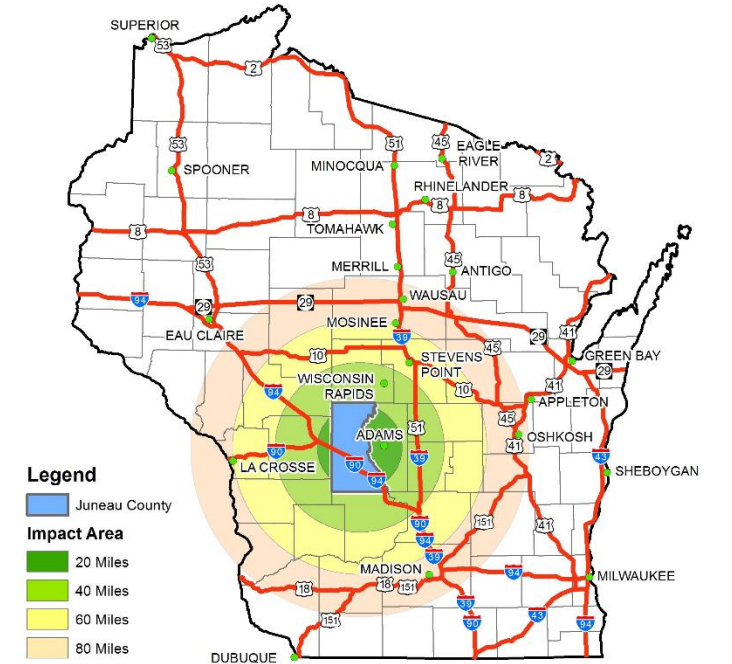 SUPERIOR
53
2
53
SPOONER
51
MINOCQUA
45
EAGLE
RIVER
2
RHINELANDER
8
8
8
8
TOMAHAWK
53
MERRILL
45
ANTIGO
94
29
29
WAUSAU
EAU CLAIRE
MOSINEE
39
29
41
10
STEVENS
POINT
45
GREEN BAY
29
WISCONSIN
RAPIDS
94
10
41
APPLETON
45
ADAMS
51
OSHKOSH
41
90
LA CROSSE
90
39
43
SHEBOYGAN
94
90
151
41
94
39
MADISON
94
MILWAUKEE
18
18
151
39
43
151
90
94
DUBUQUE
Legend
Juneau County
Impact Area
20 Miles
40 Miles
60 Miles
80 Miles